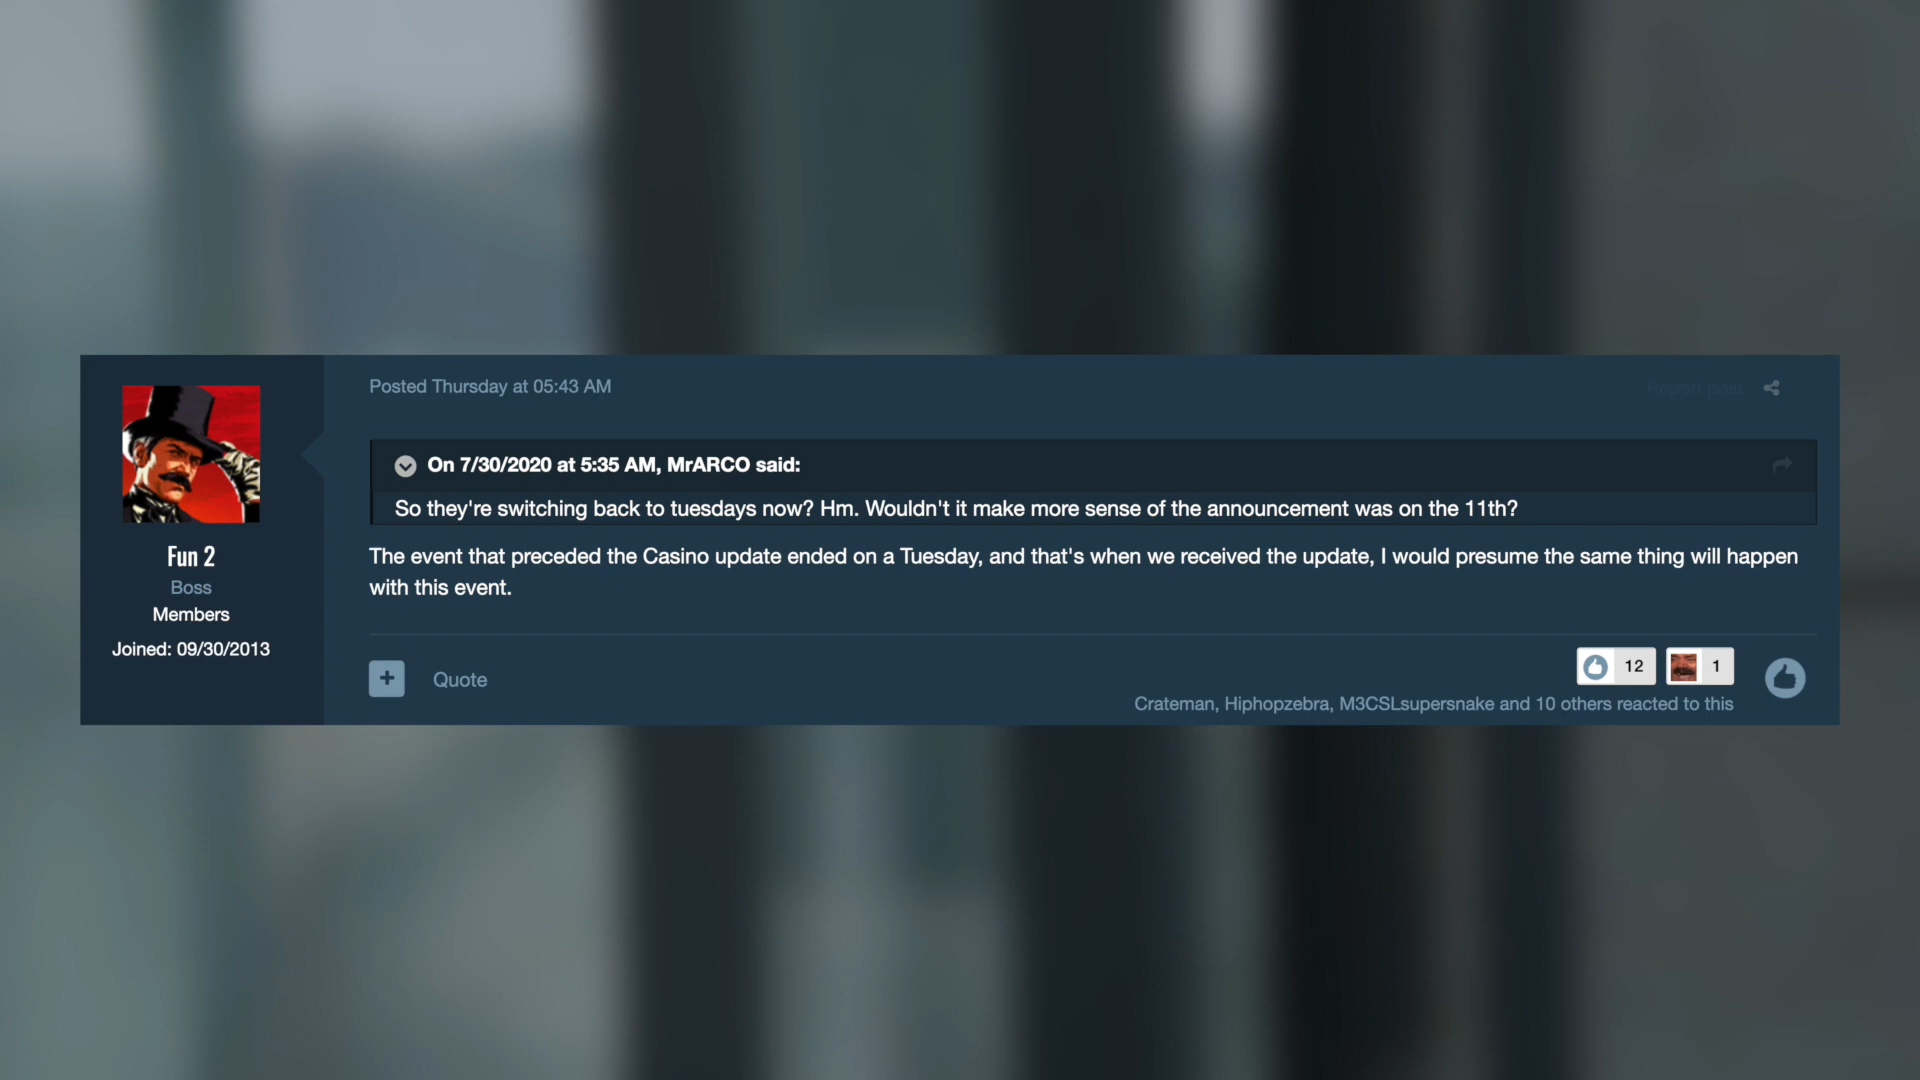 Posted Thursday at 05:43 AM
Report post
On 7/30/2020 at 5:35 AM, MrARCO said:
So they're switching back to tuesdays now? Hm. Wouldn't it make more sense of the announcement was on the 11th?
Fun 2
Boss
Members
Joined: 09/30/2013
The event that preceded the Casino update ended on a Tuesday, and that's when we received the update, I would presume the same thing will happen
with this event.
+ Quote
12 1
Crateman, Hiphopzebra, M3CSLsupersnake and 10 others reacted to this